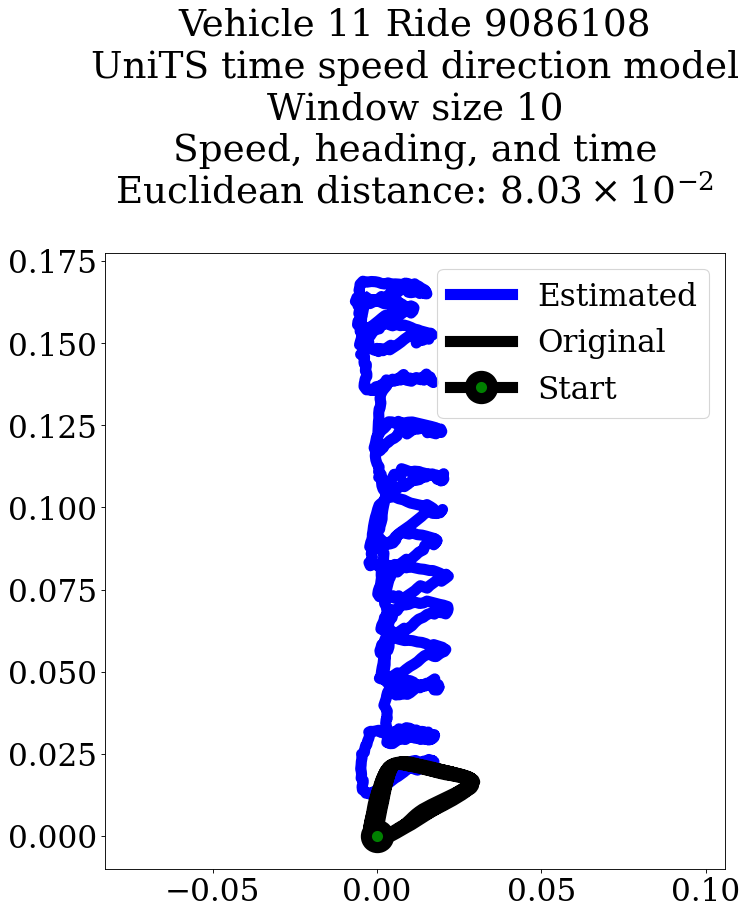 Vehicle 11 Ride 9086108
UniTS time speed direction model
Window size 10
Speed, heading, and time
Euclidean distance: 8.03 × 10⁻²
0.175
0.150
0.125
0.100
0.075
0.050
0.025
0.000
Estimated
Original
Start
−0.05 0.00 0.05 0.10